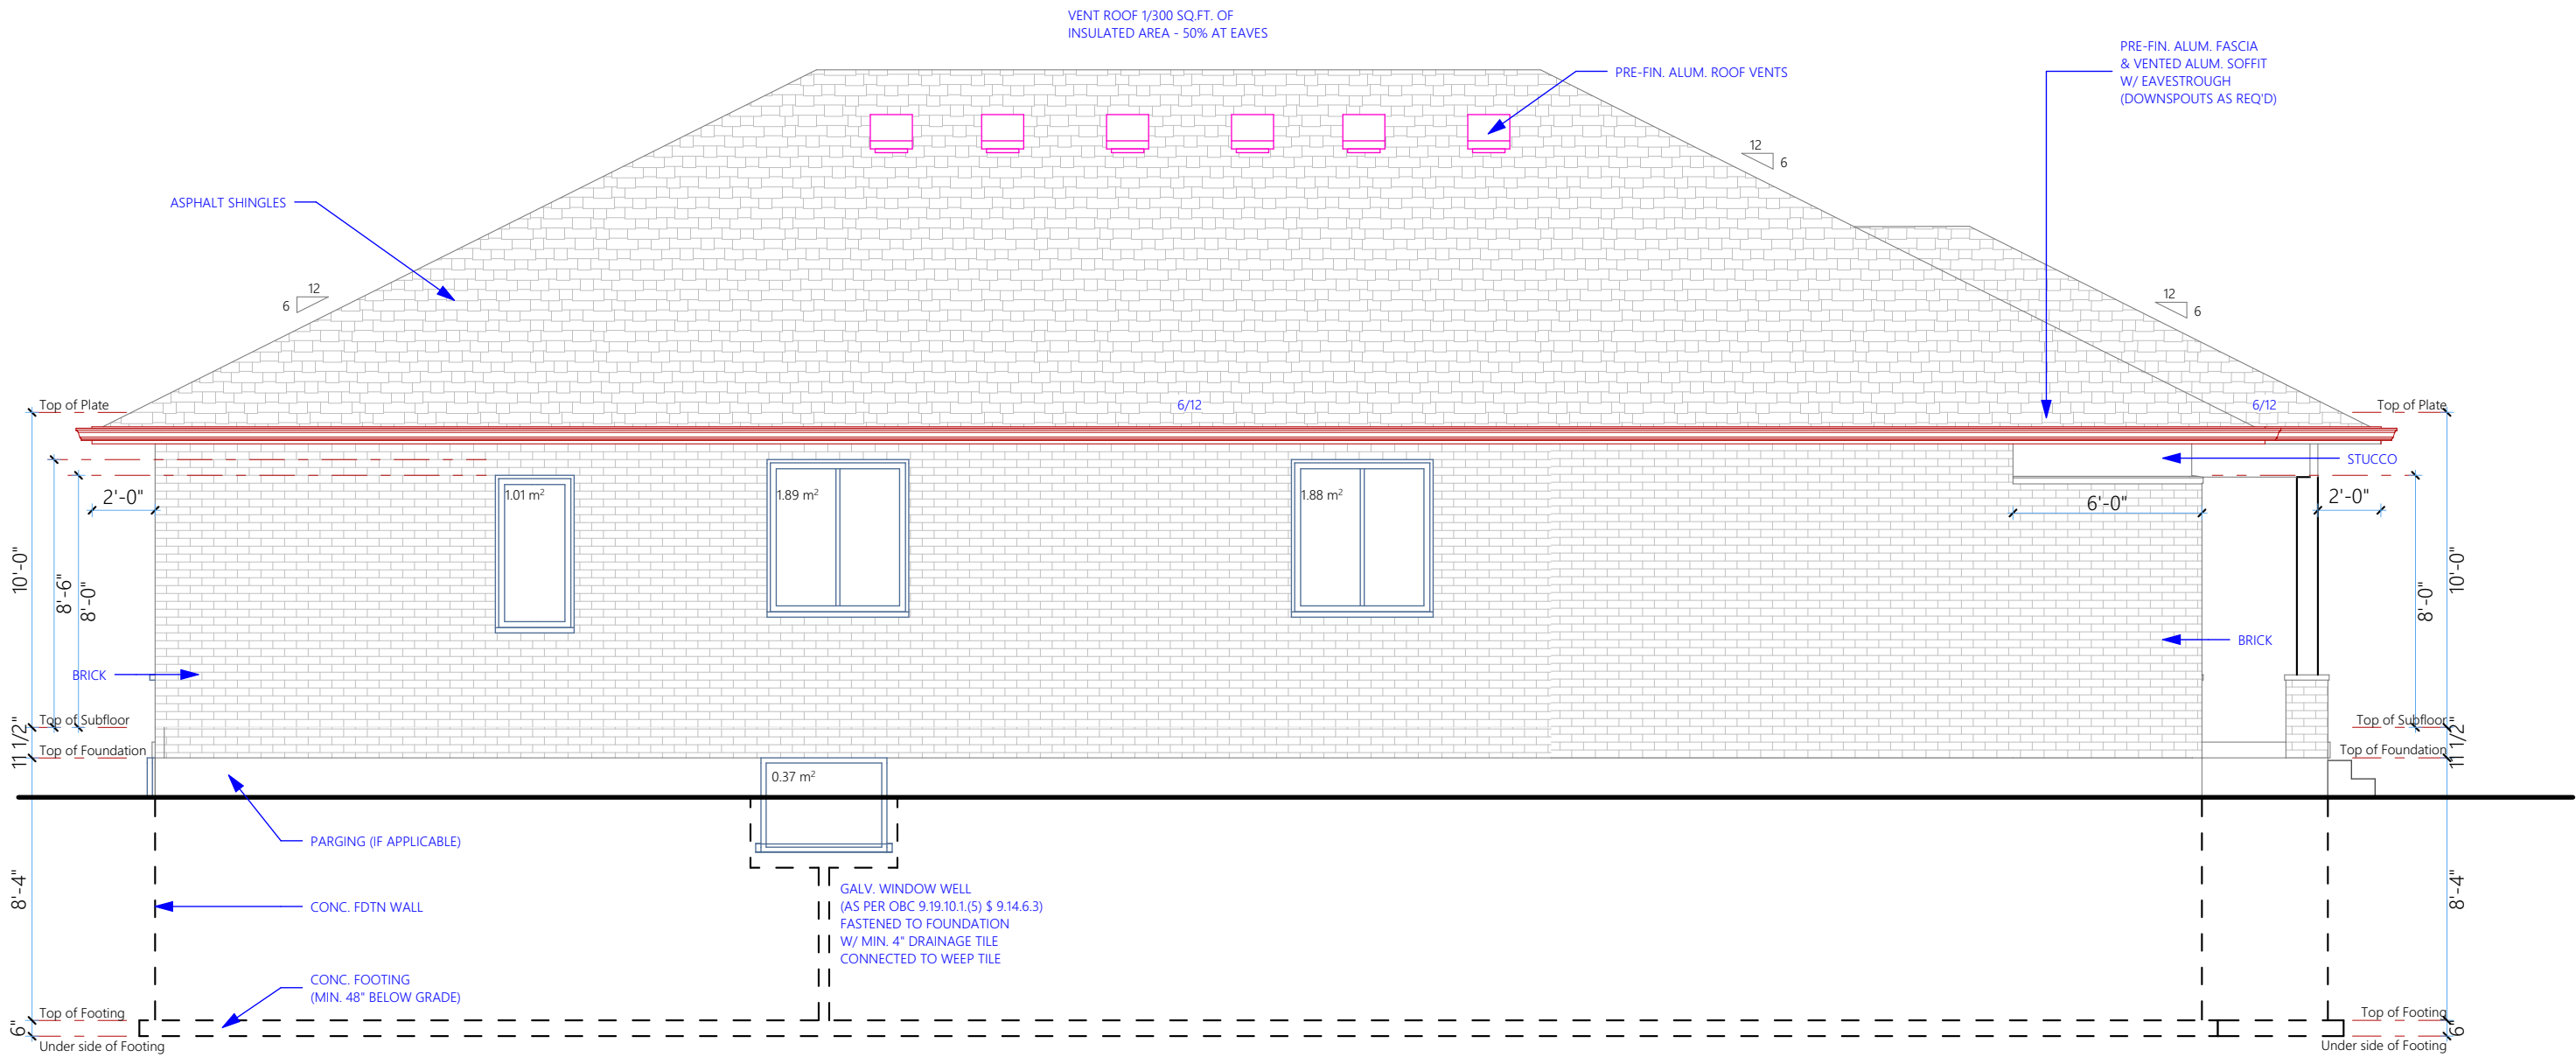 VENT ROOF 1/300 SQ.FT. OF
INSULATED AREA - 50% AT EAVES
PRE-FIN. ALUM. ROOF VENTS
PRE-FIN. ALUM. FASCIA
& VENTED ALUM. SOFFIT
W/ EAVESTROUGH
(DOWNSPOUTS AS REQ'D)
12
6
ASPHALT SHINGLES
12
6
12
6
Top of Plate
6/12
6/12
Top of Plate
STUCCO
2'-0"
1.01 m²
1.89 m²
1.88 m²
6'-0"
2'-0"
10'-0"
8'-6"
8'-0"
8'-0"
10'-0"
BRICK
BRICK
Top of Subfloor
Top of Subfloor
11 1/2"
11 1/2"
Top of Foundation
Top of Foundation
0.37 m²
PARGING (IF APPLICABLE)
8'-4"
8'-4"
CONC. FDTN WALL
GALV. WINDOW WELL
(AS PER OBC 9.19.10.1.(5) $ 9.14.6.3)
FASTENED TO FOUNDATION
W/ MIN. 4" DRAINAGE TILE
CONNECTED TO WEEP TILE
CONC. FOOTING
(MIN. 48" BELOW GRADE)
Top of Footing
Top of Footing
6"
6"
Under side of Footing
Under side of Footing